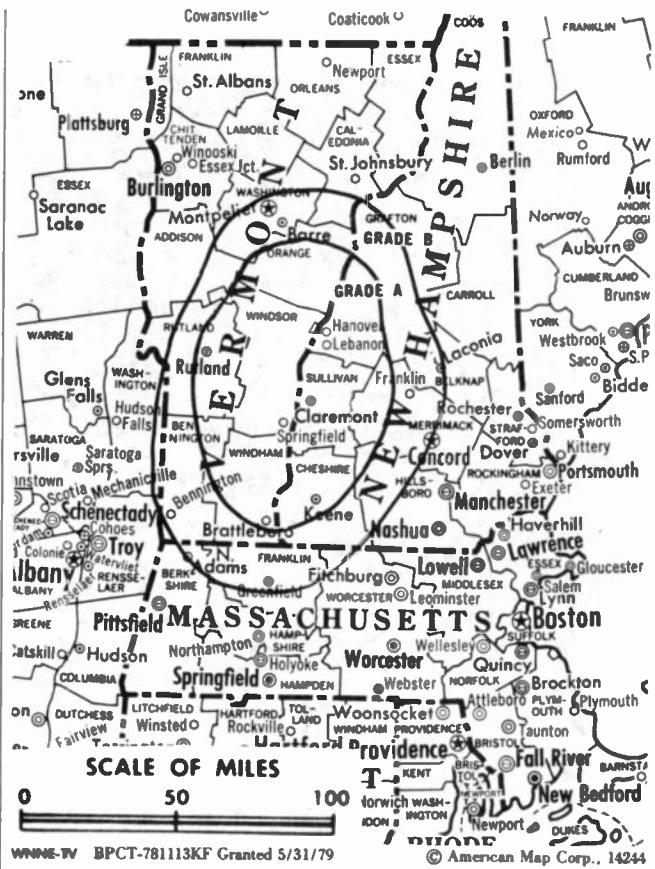 Cowansville
Coaticook
COÖS
FRANKLIN
GRAND ISLE
FRANKLIN
ESSEX
Newport
ORLEANS
St. Albans
Plattsburg
CHIT
TENDEN
LAMOILLE
CAL-
EDONIA
OXFORD
Mexico
Rumford
Winooski
Essex Jct.
St. Johnsbury
Berlin
ESSEX
Burlington
WASHINGTON
Saranac
Lake
Montpelier
GRAFTON
Norway
ADDISON
Barre
GRADE B
Auburn
ORANGE
CUMBERLAND
GRADE A
CARROLL
VERMONT
NEW HAMPSHIRE
WINDSOR
YORK
WARREN
RUTLAND
Hanover
Lebanon
Westbrook
Rutland
Laconia
Saco
WASH-
INGTON
SULLIVAN
Franklin
BELKNAP
Glens
Falls
Sanford
Hudson
Falls
Claremont
Rochester
BEN
NINGTON
MERRIMACK
STRAF-
FORD
Somersworth
Springfield
SARATOGA
Saratoga
Sprs.
WINDHAM
Concord
Dover
Kittery
CHESHIRE
HILLS-
BORO
ROCKINGHAM
Portsmouth
Mechanicville
Scotia
Bennington
Keene
Exeter
Schenectady
Manchester
Cohoes
Brattleboro
Nashua
Haverhill
Colonie
Troy
Watervliet
N.
Adams
FRANKLIN
Fitchburg
Lowell
Lawrence
ESSEX
Gloucester
RENSSE-
LAER
Rensselaer
BERK-
SHIRE
Greenfield
WORCESTER
Leominster
MIDDLESEX
Salem
Lynn
Pittsfield
MASSACHUSETTS
Boston
SUFFOLK
Northampton
HAMP-
SHIRE
Wellesley
Hudson
Holyoke
Worcester
Quincy
COLUMBIA
Springfield
HAMPDEN
Webster
NORFOLK
Brockton
LITCHFIELD
HARTFORD
TOL-
LAND
Woonsocket
Attleboro
PLYM-
OUTH
Plymouth
DUTCHESS
Winsted
Rockville
WINDHAM
PROVIDENCE
Taunton
Fairview
Providence
BRISTOL
KENT
BRIS-
TOL
Fall River
New Bedford
WASH-
INGTON
NEWPORT
Newport
DUKES
SCALE OF MILES
0 50 100
WNNE-TV BPCT-781113KF Granted 5/31/79
© American Map Corp., 14244